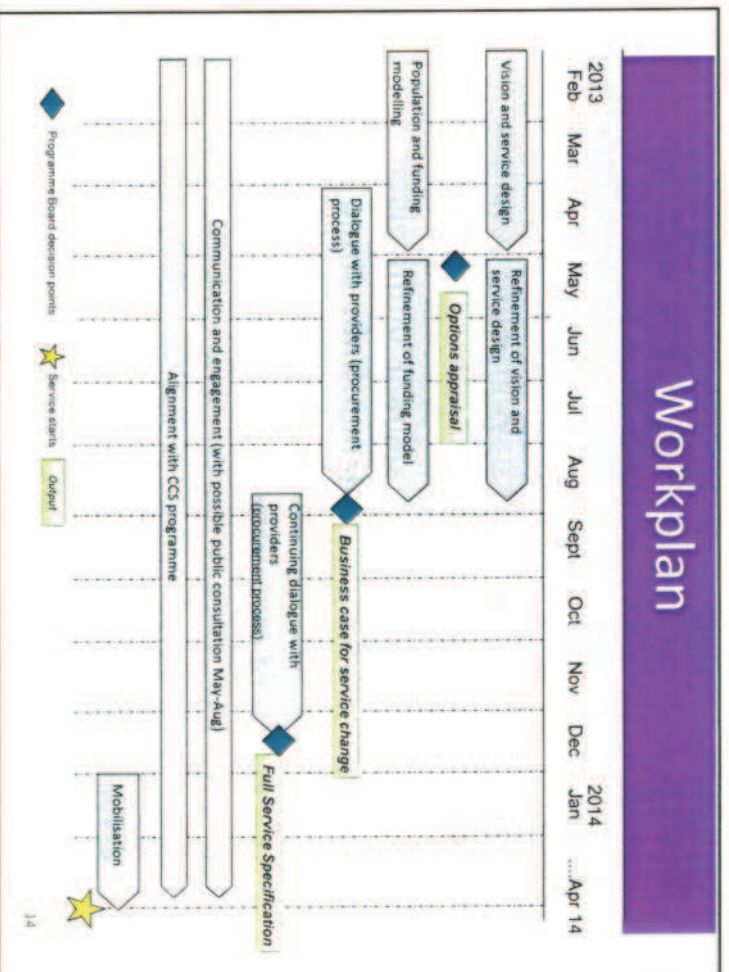 Workplan
2013
2014
Feb Mar Apr May Jun Jul Aug Sept Oct Nov Dec Jan ....Apr 14
Vision and service design
Refinement of vision and
service design
Options appraisal
Population and funding
modelling
Refinement of funding model
Dialogue with providers (procurement
process)
Business case for service change
Continuing dialogue with
providers
(procurement process)
Full Service Specification
Communication and engagement (with possible public consultation May-Aug)
Alignment with CCS programme
Mobilisation
Programme Board decision points
Service starts
Output
14